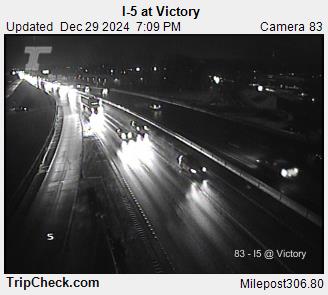 I-5 at Victory
Updated Dec 29 2024 7:09 PM Camera 83
S
83 - I5 @ Victory
TripCheck.com Milepost306.80